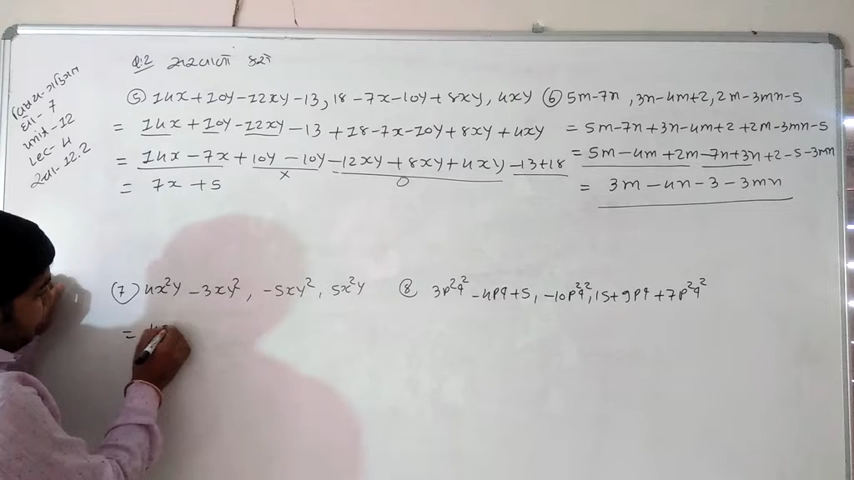 વિષય-ગણિત
ધો-7
unit-12
Lec-4
સ્વા-12.2
Q.2 સરવાળો કરો
⑤ 14x+10y-12xy-13, 18-7x-10y+8xy, 4xy
= 14x+10y-12xy-13+18-7x-10y+8xy+4xy
= 14x-7x+10y-10y-12xy+8xy+4xy-13+18
x 0
= 7x+5
⑥ 5m-7n, 3n-4m+2, 2m-3mn-5
= 5m-7n+3n-4m+2+2m-3mn-5
= 5m-4m+2m-7n+3n+2-5-3mn
= 3m-4n-3-3mn
⑦ 4x²y-3xy², -5xy², 5x²y
=
⑧ 3p²q²-4pq+5, -10p²q², 15+9pq+7p²q²